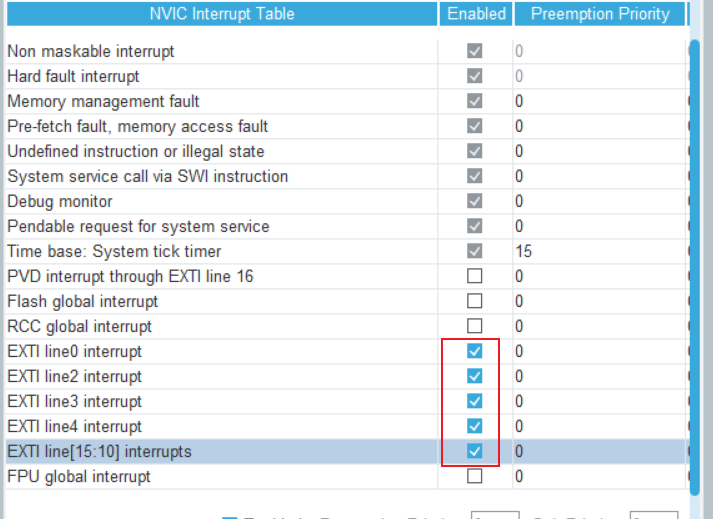 NVIC Interrupt Table Enabled Preemption Priority
Non maskable interrupt 0
Hard fault interrupt 0
Memory management fault 0
Pre-fetch fault, memory access fault 0
Undefined instruction or illegal state 0
System service call via SWI instruction 0
Debug monitor 0
Pendable request for system service 0
Time base: System tick timer 15
PVD interrupt through EXTI line 16 0
Flash global interrupt 0
RCC global interrupt 0
EXTI line0 interrupt 0
EXTI line2 interrupt 0
EXTI line3 interrupt 0
EXTI line4 interrupt 0
EXTI line[15:10] interrupts 0
FPU global interrupt 0